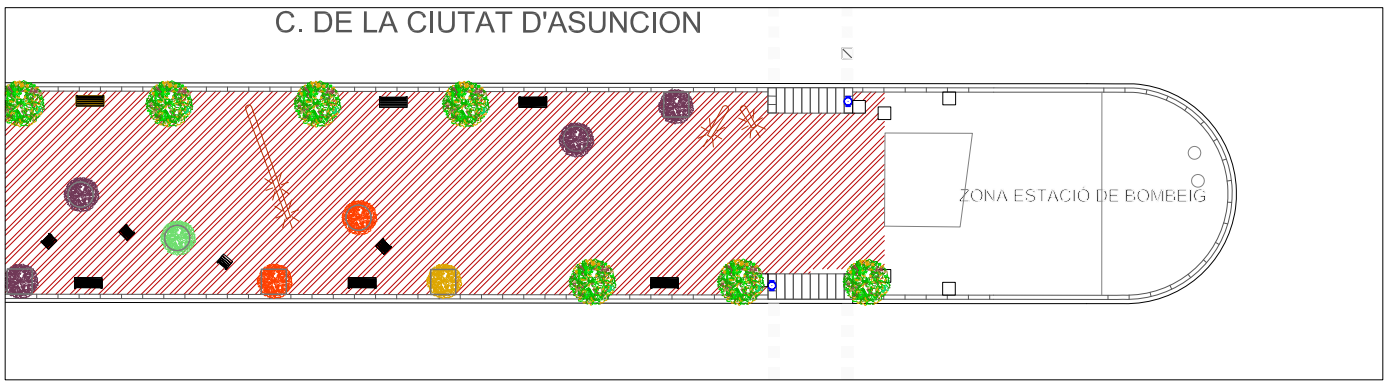 C. DE LA CIUTAT D'ASUNCION
ZONA ESTACIÓ DE BOMBEIG